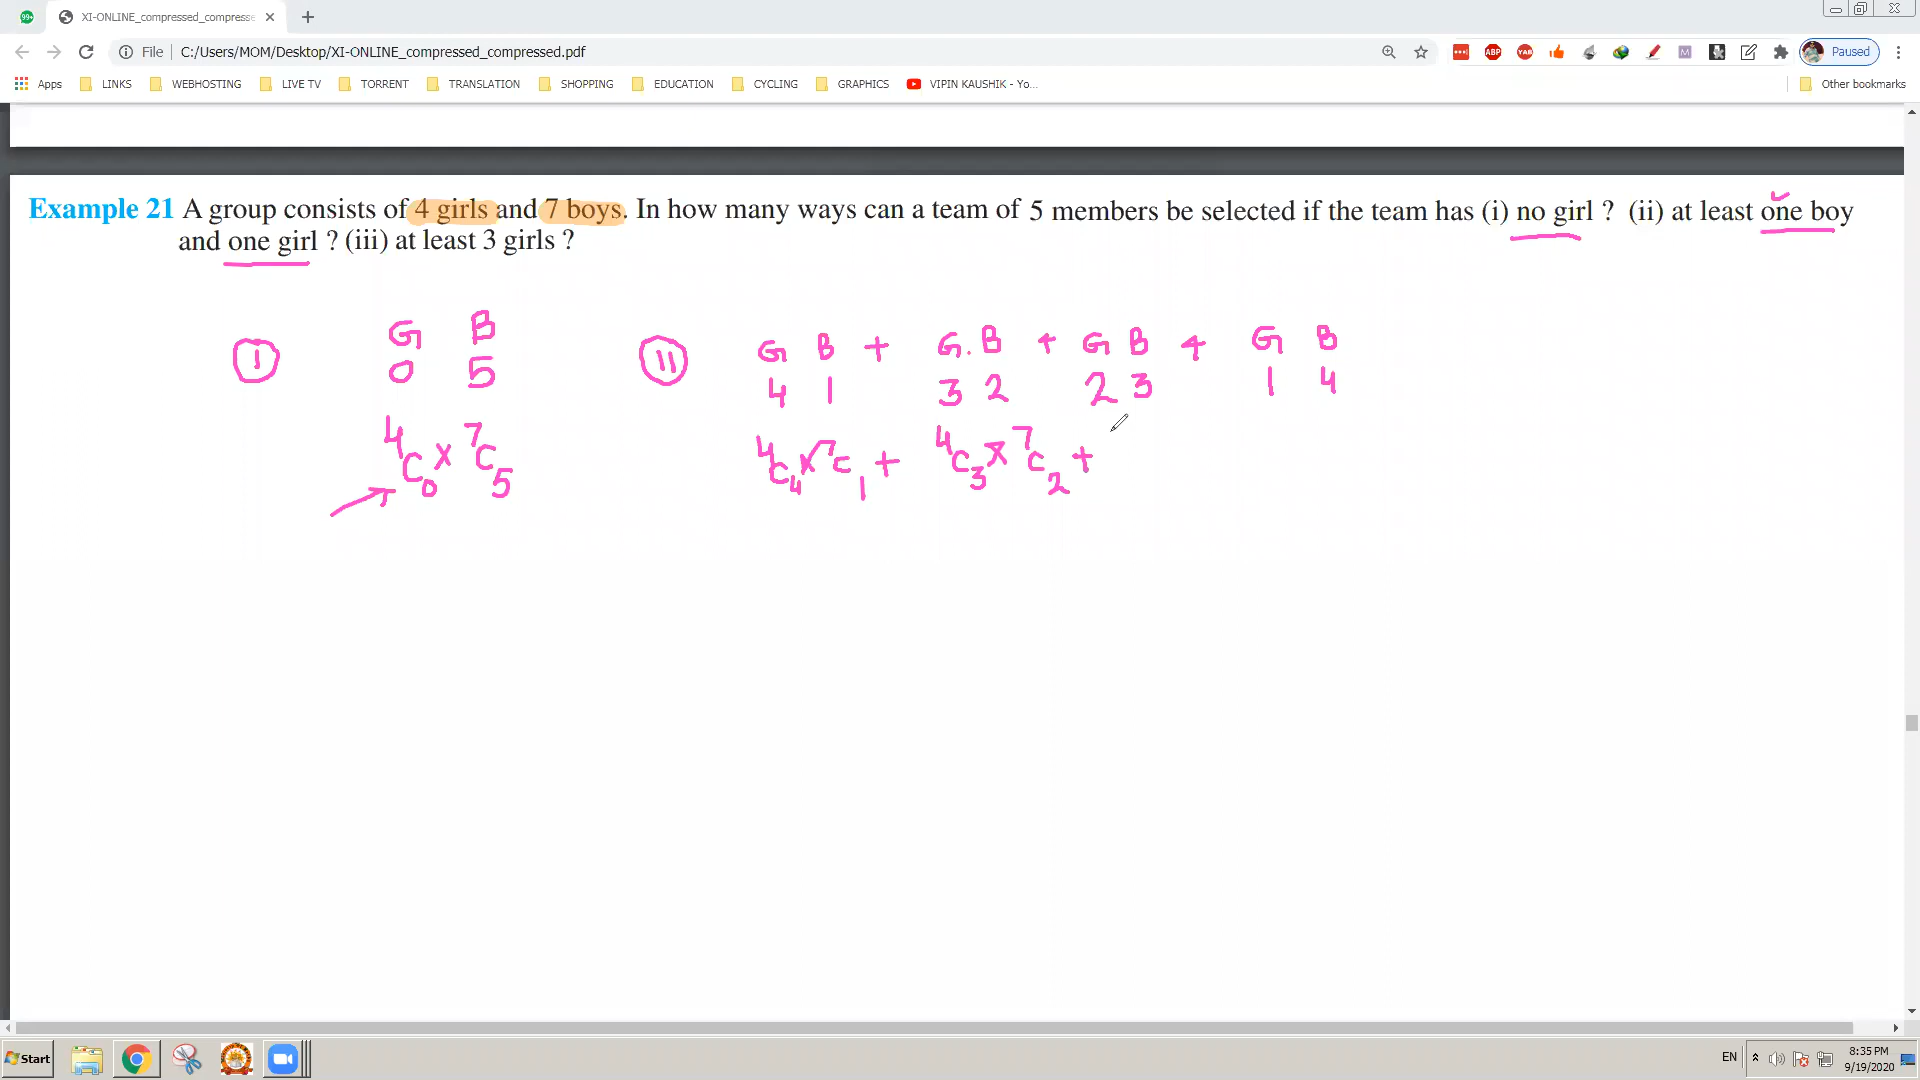 99+
XI-ONLINE_compressed_compresse
File C:/Users/MOM/Desktop/XI-ONLINE_compressed_compressed.pdf
ABP
YAB
M
Paused
Apps LINKS WEBHOSTING LIVE TV TORRENT TRANSLATION SHOPPING EDUCATION CYCLING GRAPHICS VIPIN KAUSHIK - Yo... Other bookmarks
Example 21 A group consists of 4 girls and 7 boys. In how many ways can a team of 5 members be selected if the team has (i) no girl ? (ii) at least one boy
and one girl ? (iii) at least 3 girls ?
I G B II G B + G. B + G B + G B
0 5 4 1 3 2 2 3 1 4
4C0 x 7C5 4C4 x 7C1 + 4C3 x 7C2 +
Start EN 8:35 PM
9/19/2020